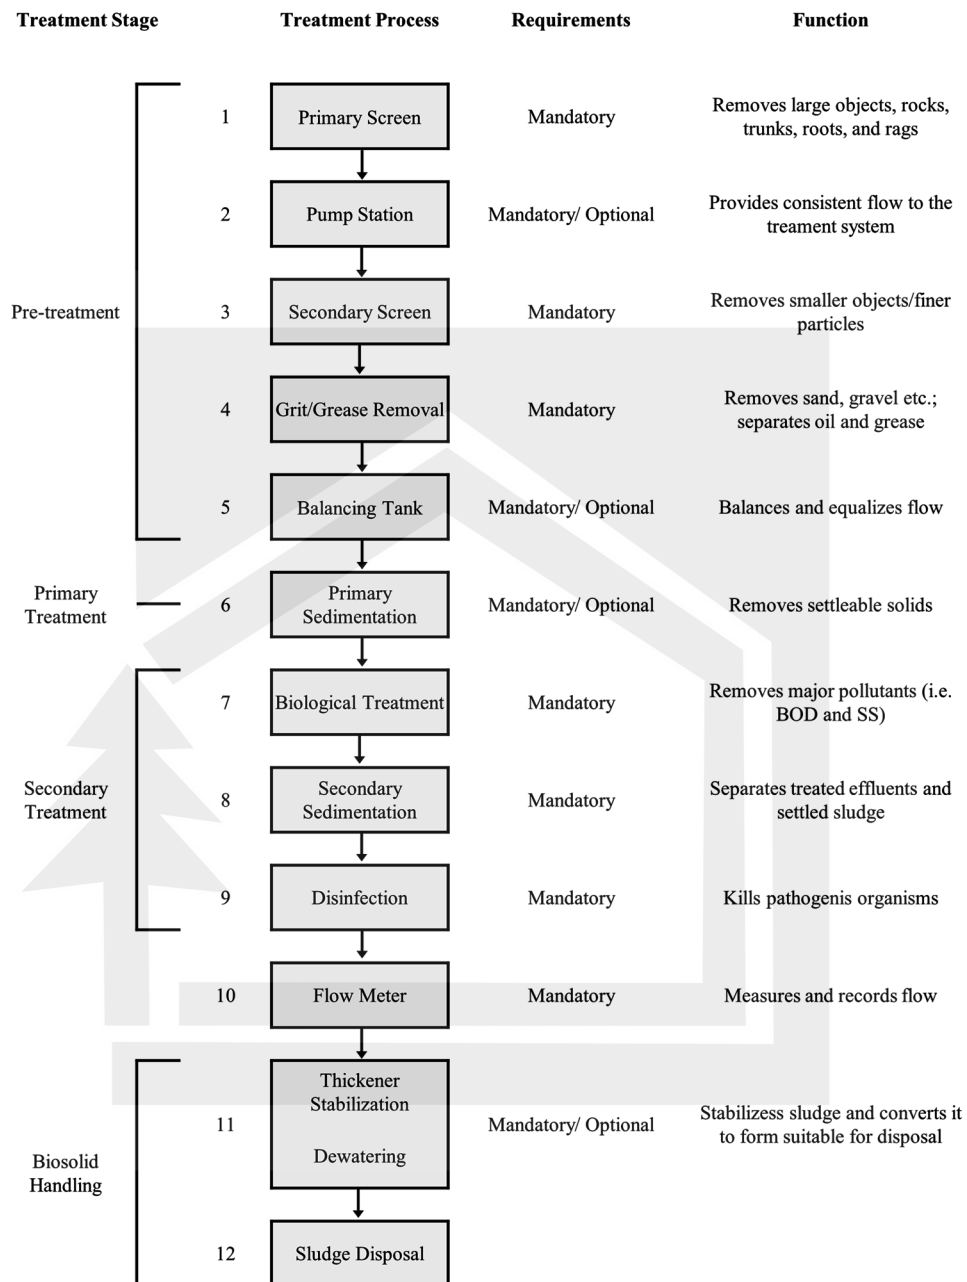 Treatment Stage Treatment Process Requirements Function
1 Primary Screen Mandatory Removes large objects, rocks,
trunks, roots, and rags
2 Pump Station Mandatory/ Optional Provides consistent flow to the
treament system
Pre-treatment 3 Secondary Screen Mandatory Removes smaller objects/finer
particles
4 Grit/Grease Removal Mandatory Removes sand, gravel etc.;
separates oil and grease
5 Balancing Tank Mandatory/ Optional Balances and equalizes flow
Primary
Treatment 6 Primary
Sedimentation Mandatory/ Optional Removes settleable solids
7 Biological Treatment Mandatory Removes major pollutants (i.e.
BOD and SS)
Secondary
Treatment 8 Secondary
Sedimentation Mandatory Separates treated effluents and
settled sludge
9 Disinfection Mandatory Kills pathogenis organisms
10 Flow Meter Mandatory Measures and records flow
Biosolid
Handling 11 Thickener
Stabilization
Dewatering Mandatory/ Optional Stabilizess sludge and converts it
to form suitable for disposal
12 Sludge Disposal